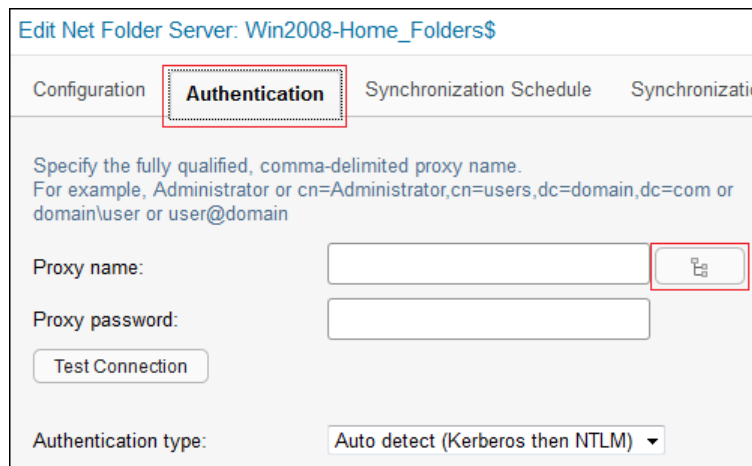 Edit Net Folder Server: Win2008-Home_Folders$
Configuration Authentication Synchronization Schedule
Specify the fully qualified, comma-delimited proxy name.
For example, Administrator or cn=Administrator,cn=users,dc=domain,dc=com or
domain\user or user@domain
Proxy name:
Proxy password:
Test Connection
Authentication type: Auto detect (Kerberos then NTLM)